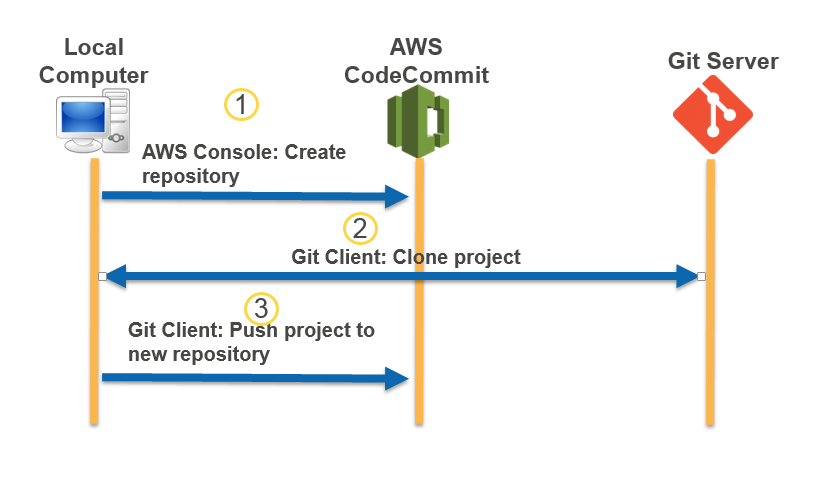 Local
Computer
AWS
CodeCommit
Git Server
1
AWS Console: Create
repository
2
Git Client: Clone project
3
Git Client: Push project to
new repository